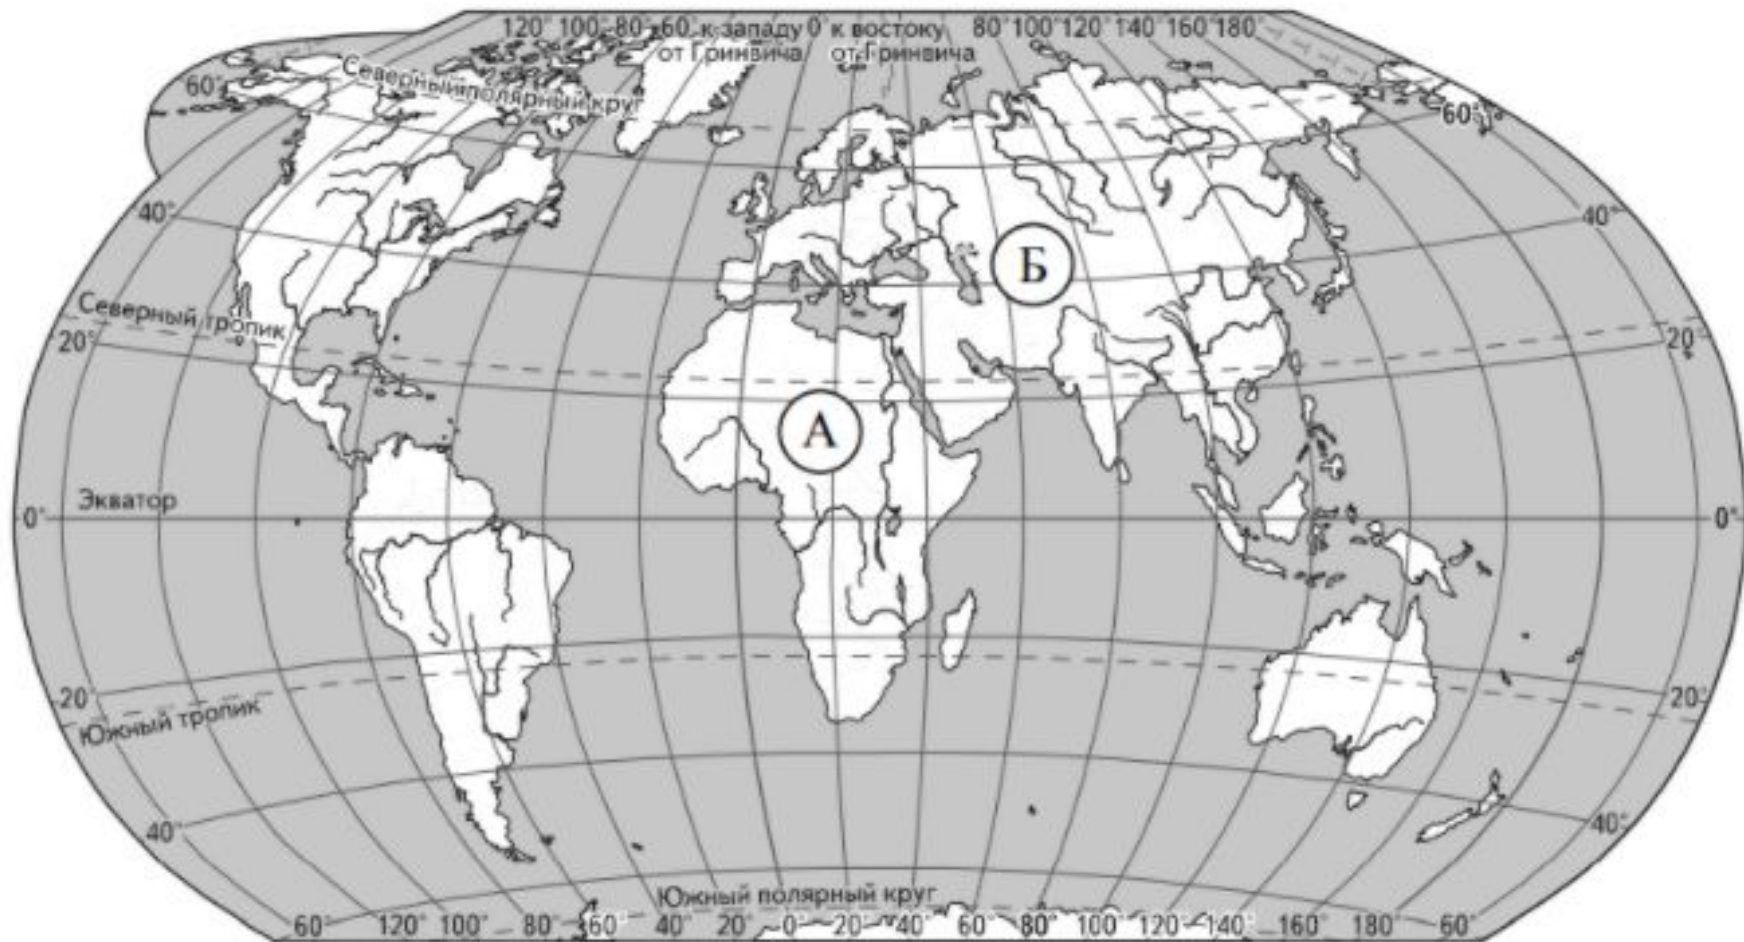 120° 100° 80° 60° к западу 0° к востоку 80° 100° 120° 140° 160° 180°
от Гринвича от Гринвича
Северный полярный круг
60°
60°
40°
40°
Б
Северный тропик
20°
20°
А
Экватор
0°
0°
20°
20°
Южный тропик
40°
40°
Южный полярный круг
60° 120° 100° 80° 60° 40° 20° 0° 20° 40° 60° 80° 100° 120° 140° 160° 180 60°